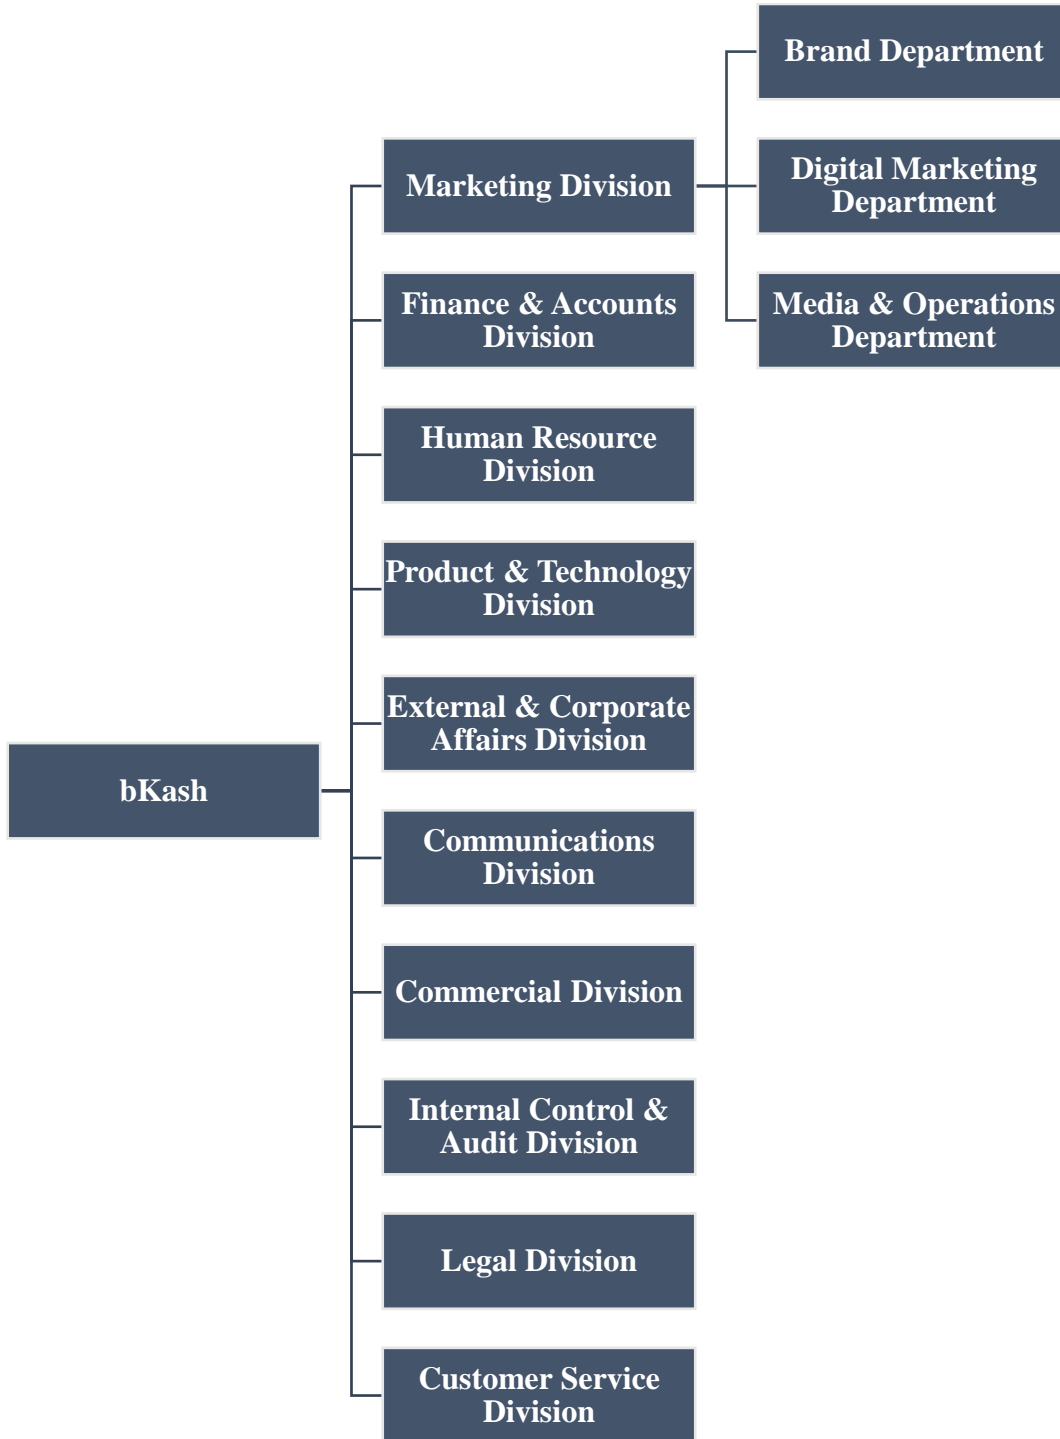 Brand Department
Marketing Division
Digital Marketing
Department
Finance & Accounts
Division
Media & Operations
Department
Human Resource
Division
Product & Technology
Division
External & Corporate
Affairs Division
bKash
Communications
Division
Commercial Division
Internal Control &
Audit Division
Legal Division
Customer Service
Division